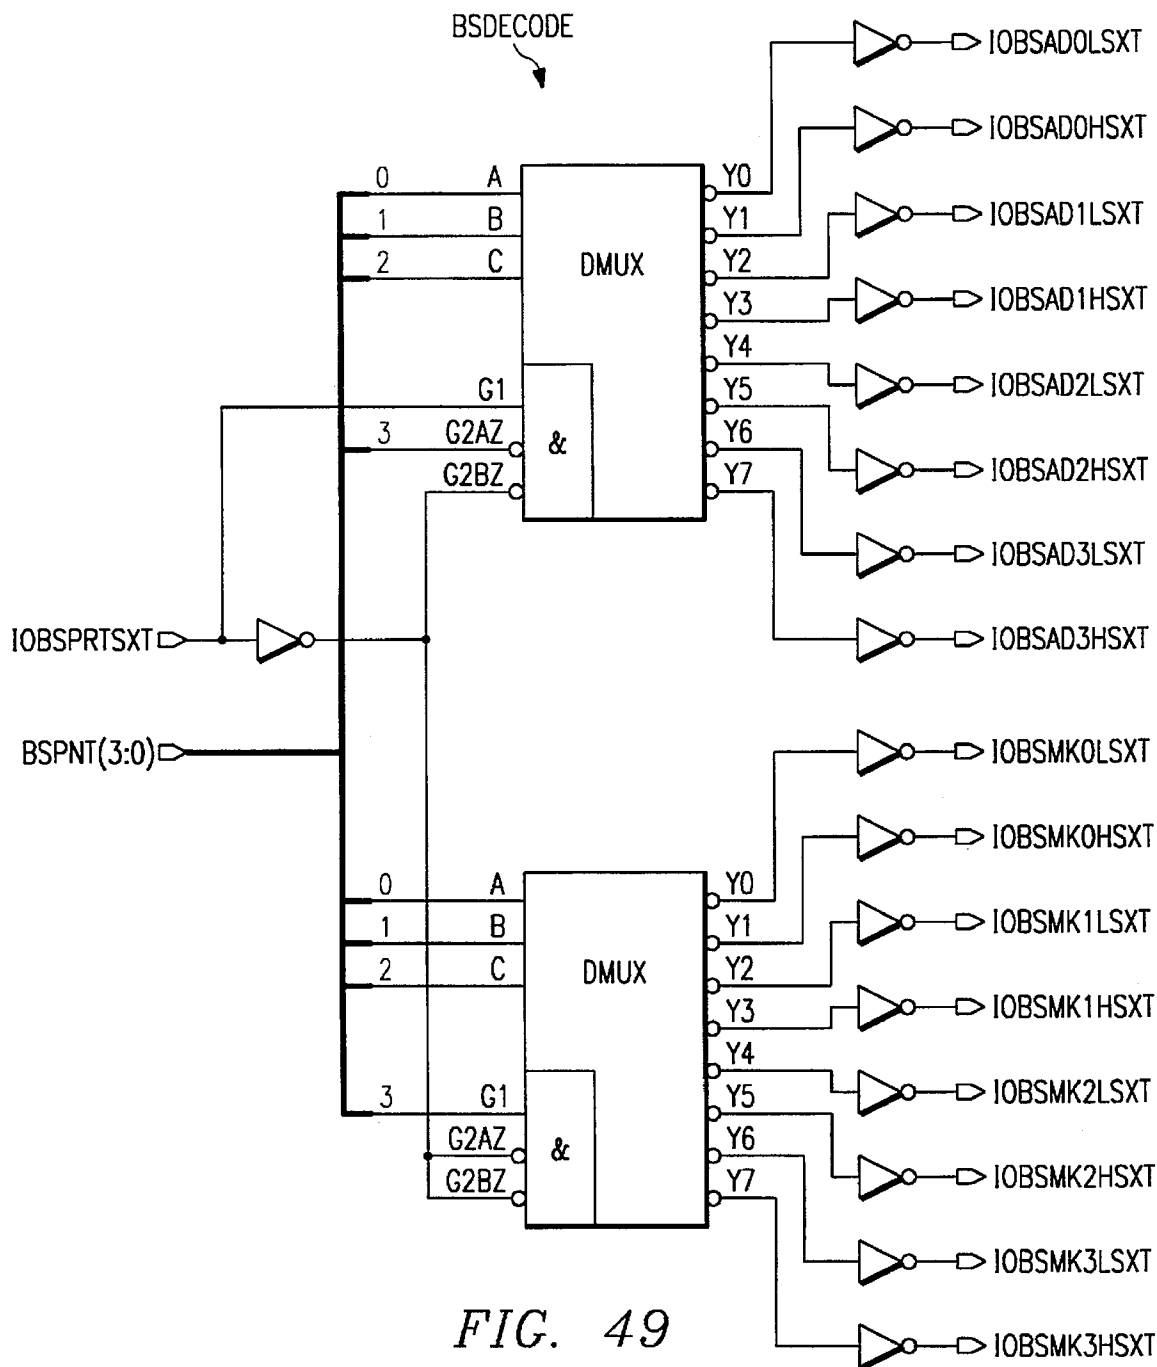 BSDECODE
IOBSAD0LSXT
IOBSAD0HSXT
IOBSAD1LSXT
IOBSAD1HSXT
IOBSAD2LSXT
IOBSAD2HSXT
IOBSAD3LSXT
IOBSAD3HSXT
0 A
1 B
2 C
DMUX
G1
3 G2AZ
G2BZ
&
Y0
Y1
Y2
Y3
Y4
Y5
Y6
Y7
IOBSPRTSXT
BSPNT(3:0)
IOBSMK0LSXT
IOBSMK0HSXT
IOBSMK1LSXT
IOBSMK1HSXT
IOBSMK2LSXT
IOBSMK2HSXT
IOBSMK3LSXT
IOBSMK3HSXT
0 A
1 B
2 C
DMUX
3 G1
G2AZ
G2BZ
&
Y0
Y1
Y2
Y3
Y4
Y5
Y6
Y7
FIG. 49